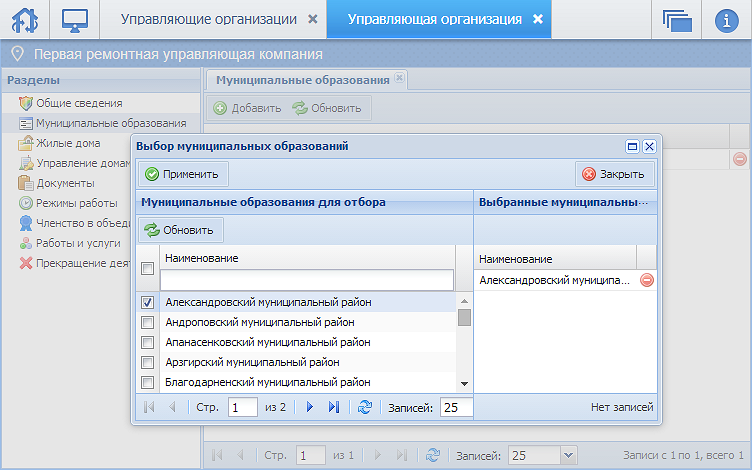 Управляющие организации
Управляющая организация
Первая ремонтная управляющая компания
Разделы
Муниципальные образования
Общие сведения
Муниципальные образования
Жилые дома
Управление домам
Документы
Режимы работы
Членство в объеди
Работы и услуги
Прекращение деят
Добавить
Обновить
Выбор муниципальных образований
Применить
Закрыть
Муниципальные образования для отбора
Выбранные муниципальны...
Обновить
Наименование
Наименование
Александровский муниципальный район
Александровский муниципа...
Андроповский муниципальный район
Апанасенковский муниципальный район
Арзгирский муниципальный район
Благодарненский муниципальный район
Стр. 1 из 2 Записей: 25
Нет записей
Стр. 1 из 1 Записей: 25 Записи с 1 по 1, всего 1